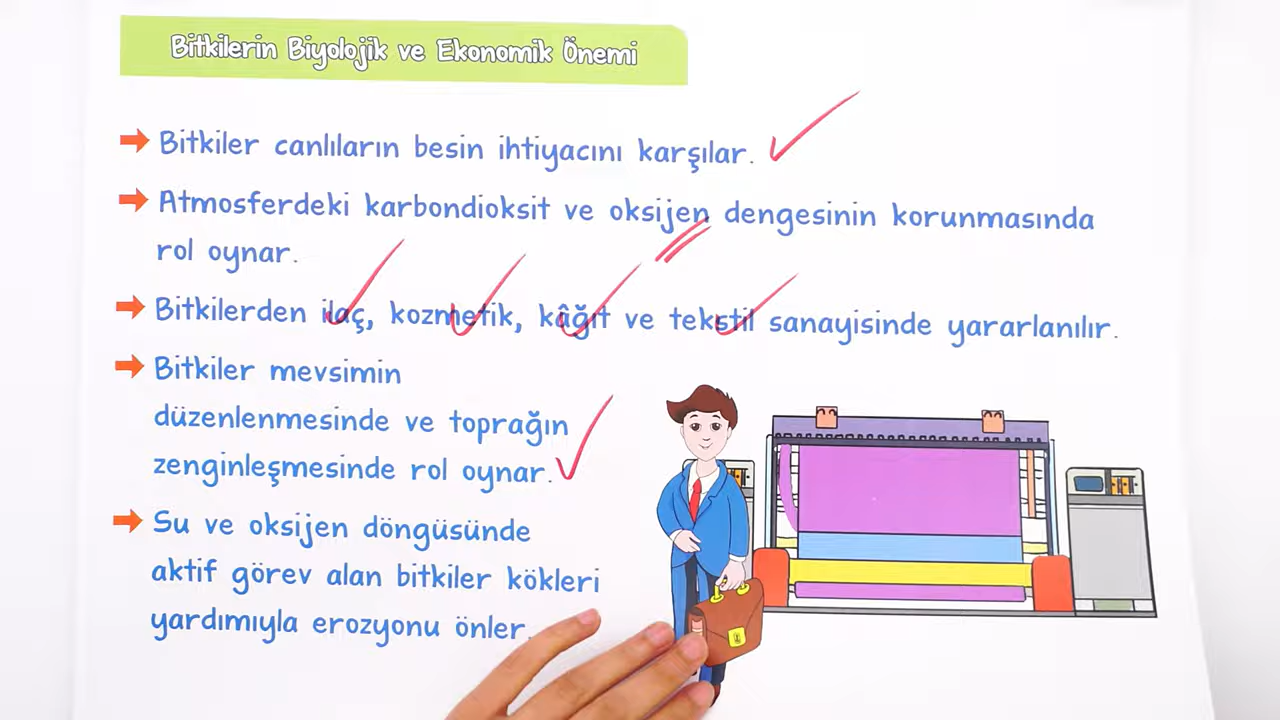 Bitkilerin Biyolojik ve Ekonomik Önemi
Bitkiler canlıların besin ihtiyacını karşılar.
Atmosferdeki karbondioksit ve oksijen dengesinin korunmasında
rol oynar.
Bitkilerden ilaç, kozmetik, kâğıt ve tekstil sanayisinde yararlanılır.
Bitkiler mevsimin
düzenlenmesinde ve toprağın
zenginleşmesinde rol oynar.
Su ve oksijen döngüsünde
aktif görev alan bitkiler kökleri
yardımıyla erozyonu önler.